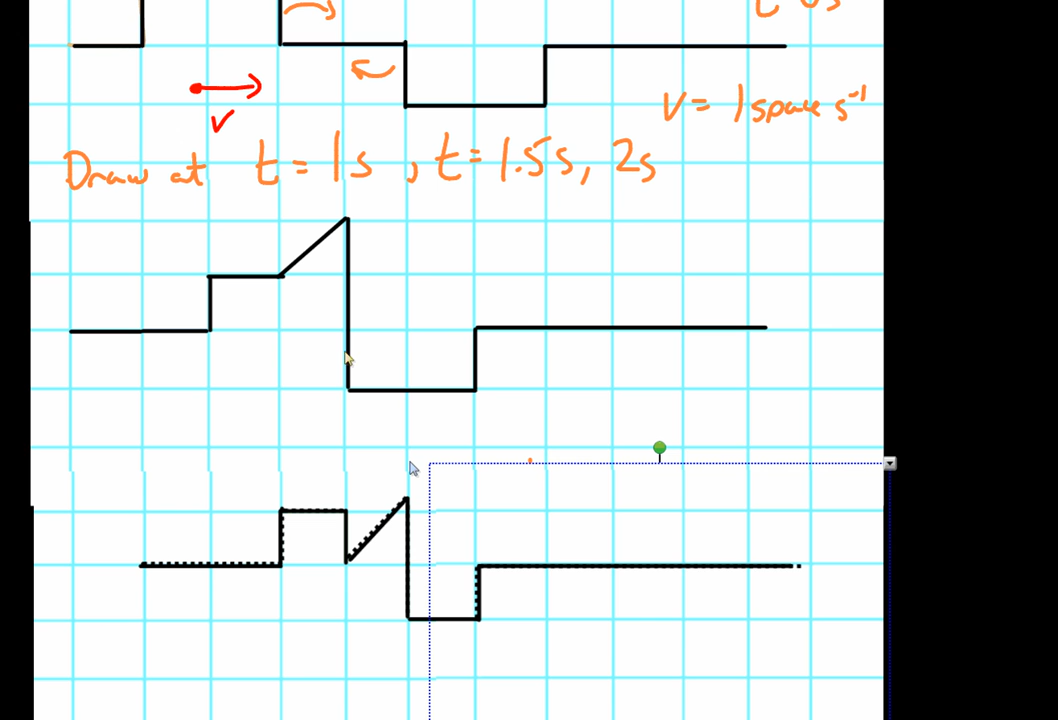 V = 1 space s⁻¹
v
Draw at t = 1s , t = 1.5s, 2s